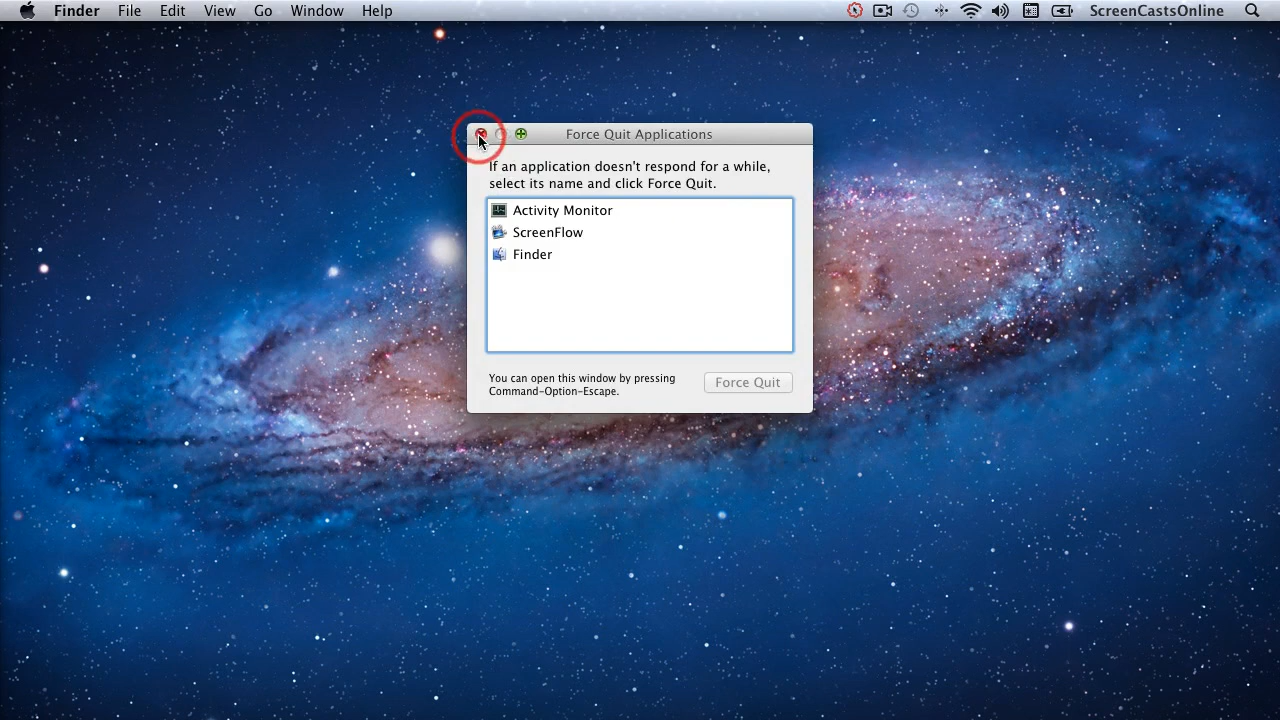 Finder File Edit View Go Window Help ScreenCastsOnline
Force Quit Applications
If an application doesn't respond for a while,
select its name and click Force Quit.
Activity Monitor
ScreenFlow
Finder
You can open this window by pressing
Command-Option-Escape.
Force Quit